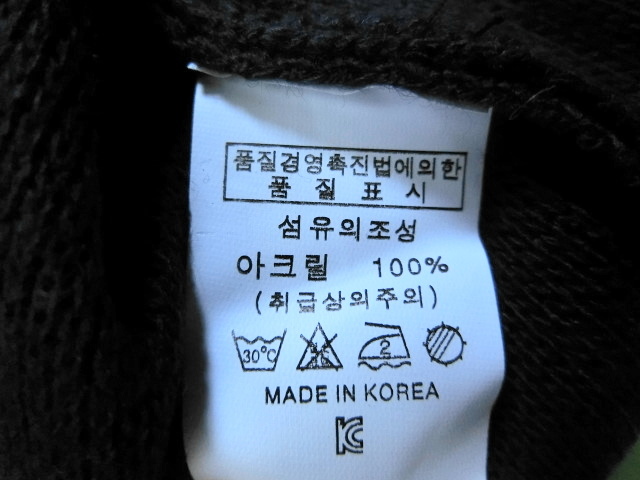 품질경영촉진법에의한
품 질 표 시
섬유의조성
아크릴 100%
(취급상의주의)
30°C 2
MADE IN KOREA
KC